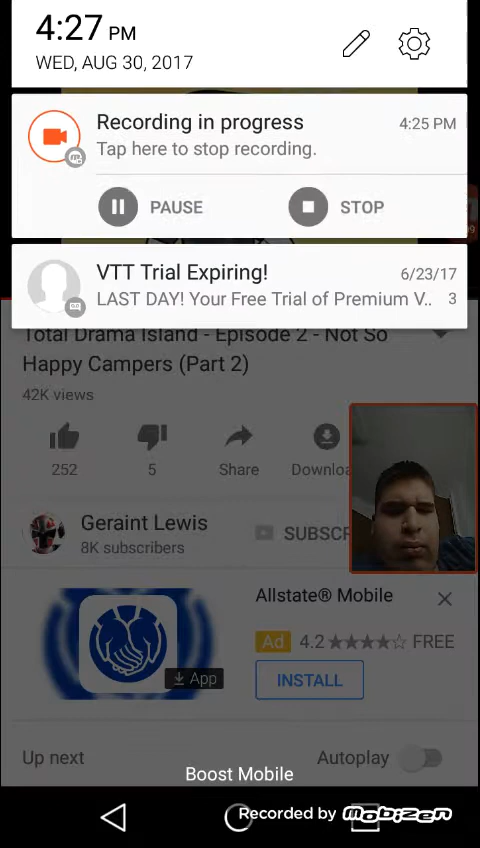 4:27 PM
WED, AUG 30, 2017
Recording in progress
4:25 PM
Tap here to stop recording.
PAUSE
STOP
VTT Trial Expiring!
6/23/17
LAST DAY! Your Free Trial of Premium V..
3
Total Drama Island - Episode 2 - Not So
Happy Campers (Part 2)
42K views
252
5
Share
Downloa
Geraint Lewis
SUBSCR
8K subscribers
Allstate® Mobile
Ad 4.2 FREE
App
INSTALL
Up next
Autoplay
Boost Mobile
Recorded by mobizen